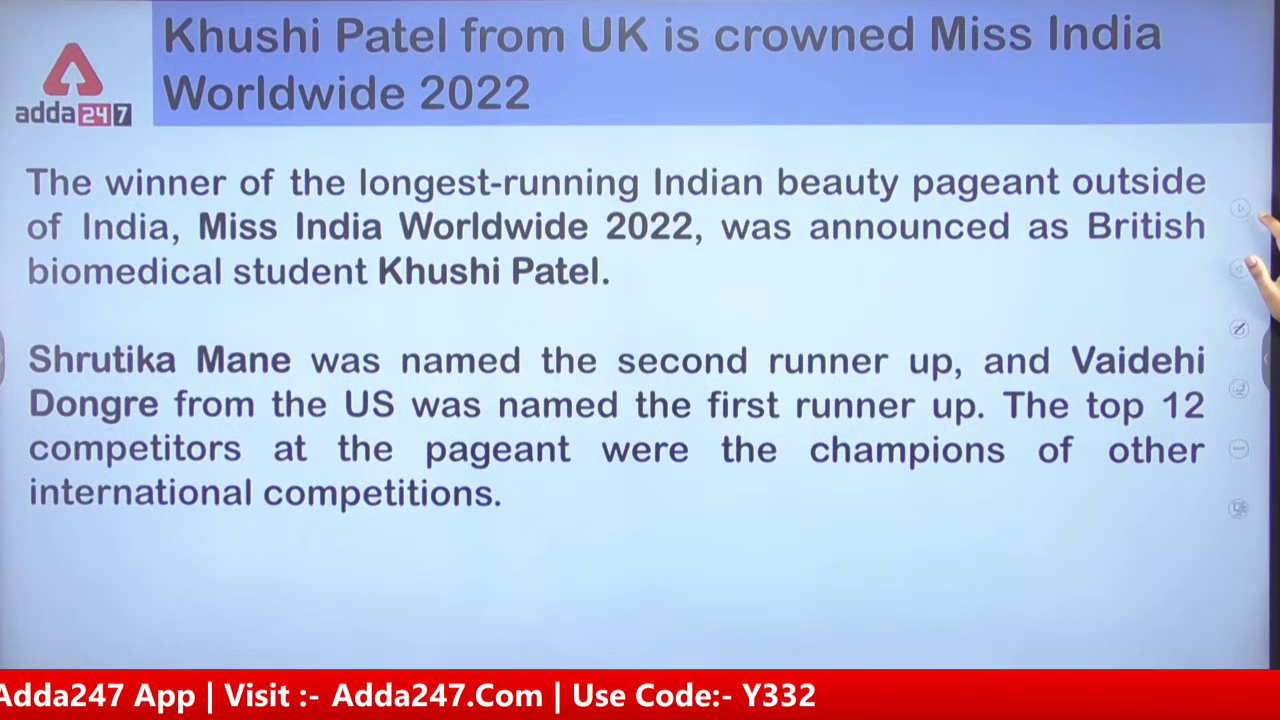 Khushi Patel from UK is crowned Miss India
Worldwide 2022
adda247
The winner of the longest-running Indian beauty pageant outside
of India, Miss India Worldwide 2022, was announced as British
biomedical student Khushi Patel.
Shrutika Mane was named the second runner up, and Vaidehi
Dongre from the US was named the first runner up. The top 12
competitors at the pageant were the champions of other
international competitions.
Adda247 App | Visit :- Adda247.Com | Use Code:- Y332